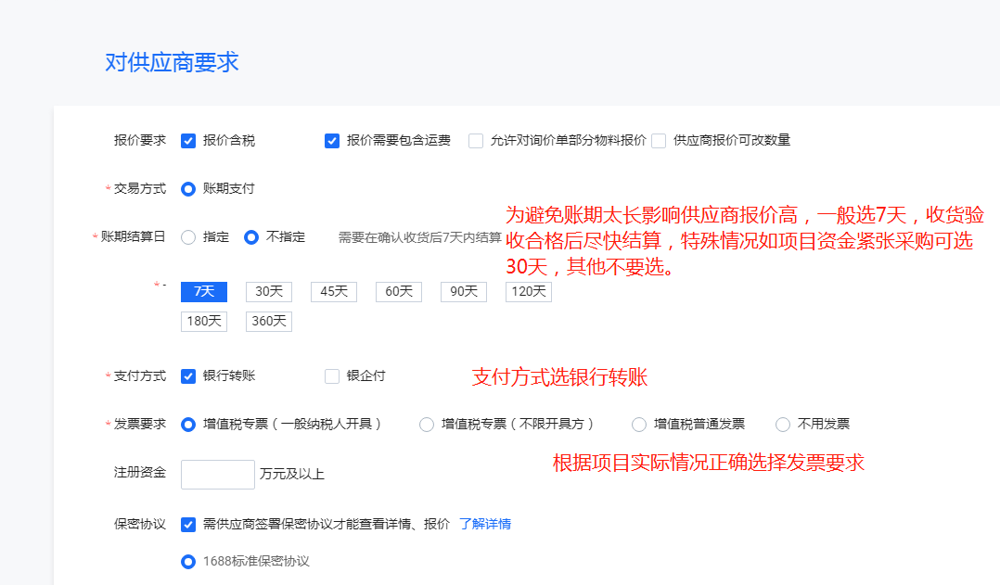 对供应商要求
报价要求 报价含税 报价需要包含运费 允许对询价单部分物料报价 供应商报价可改数量
* 交易方式 账期支付
为避免账期太长影响供应商报价高，一般选7天，收货验
* 账期结算日 指定 不指定 需要在确认收货后7天内结算
收合格后尽快结算，特殊情况如项目资金紧张采购可选
30天，其他不要选。
* - 7天 30天 45天 60天 90天 120天
180天 360天
* 支付方式 银行转账 银企付 支付方式选银行转账
* 发票要求 增值税专票（一般纳税人开具） 增值税专票（不限开具方） 增值税普通发票 不用发票
根据项目实际情况正确选择发票要求
注册资金 万元及以上
保密协议 需供应商签署保密协议才能查看详情、报价 了解详情
1688标准保密协议